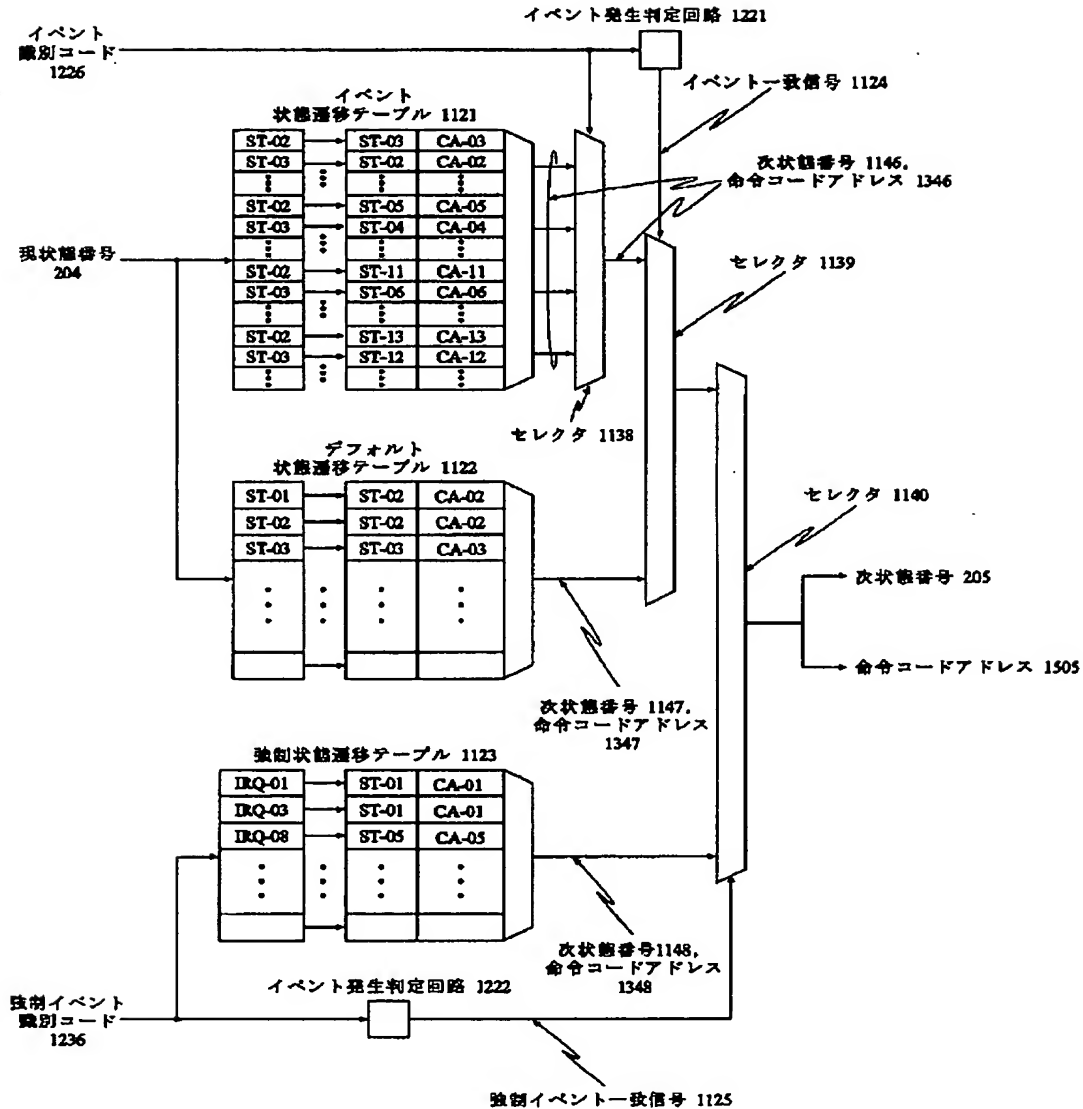 イベント発生判定回路 1221
イベント
識別コード
1226
イベント一致信号 1124
イベント
状態遷移テーブル 1121
ST-02 ST-03 CA-03
ST-03 ST-02 CA-02
ST-02 ST-05 CA-05
ST-03 ST-04 CA-04
ST-02 ST-11 CA-11
ST-03 ST-06 CA-06
ST-02 ST-13 CA-13
ST-03 ST-12 CA-12
次状態番号 1146,
命令コードアドレス 1346
現状態番号
204
セレクタ 1139
セレクタ 1138
デフォルト
状態遷移テーブル 1122
ST-01 ST-02 CA-02
ST-02 ST-02 CA-02
ST-03 ST-03 CA-03
セレクタ 1140
次状態番号 205
命令コードアドレス 1505
次状態番号 1147,
命令コードアドレス
1347
強制状態遷移テーブル 1123
IRQ-01 ST-01 CA-01
IRQ-03 ST-01 CA-01
IRQ-08 ST-05 CA-05
次状態番号1148,
命令コードアドレス
1348
イベント発生判定回路 1222
強制イベント
識別コード
1236
強制イベント一致信号 1125